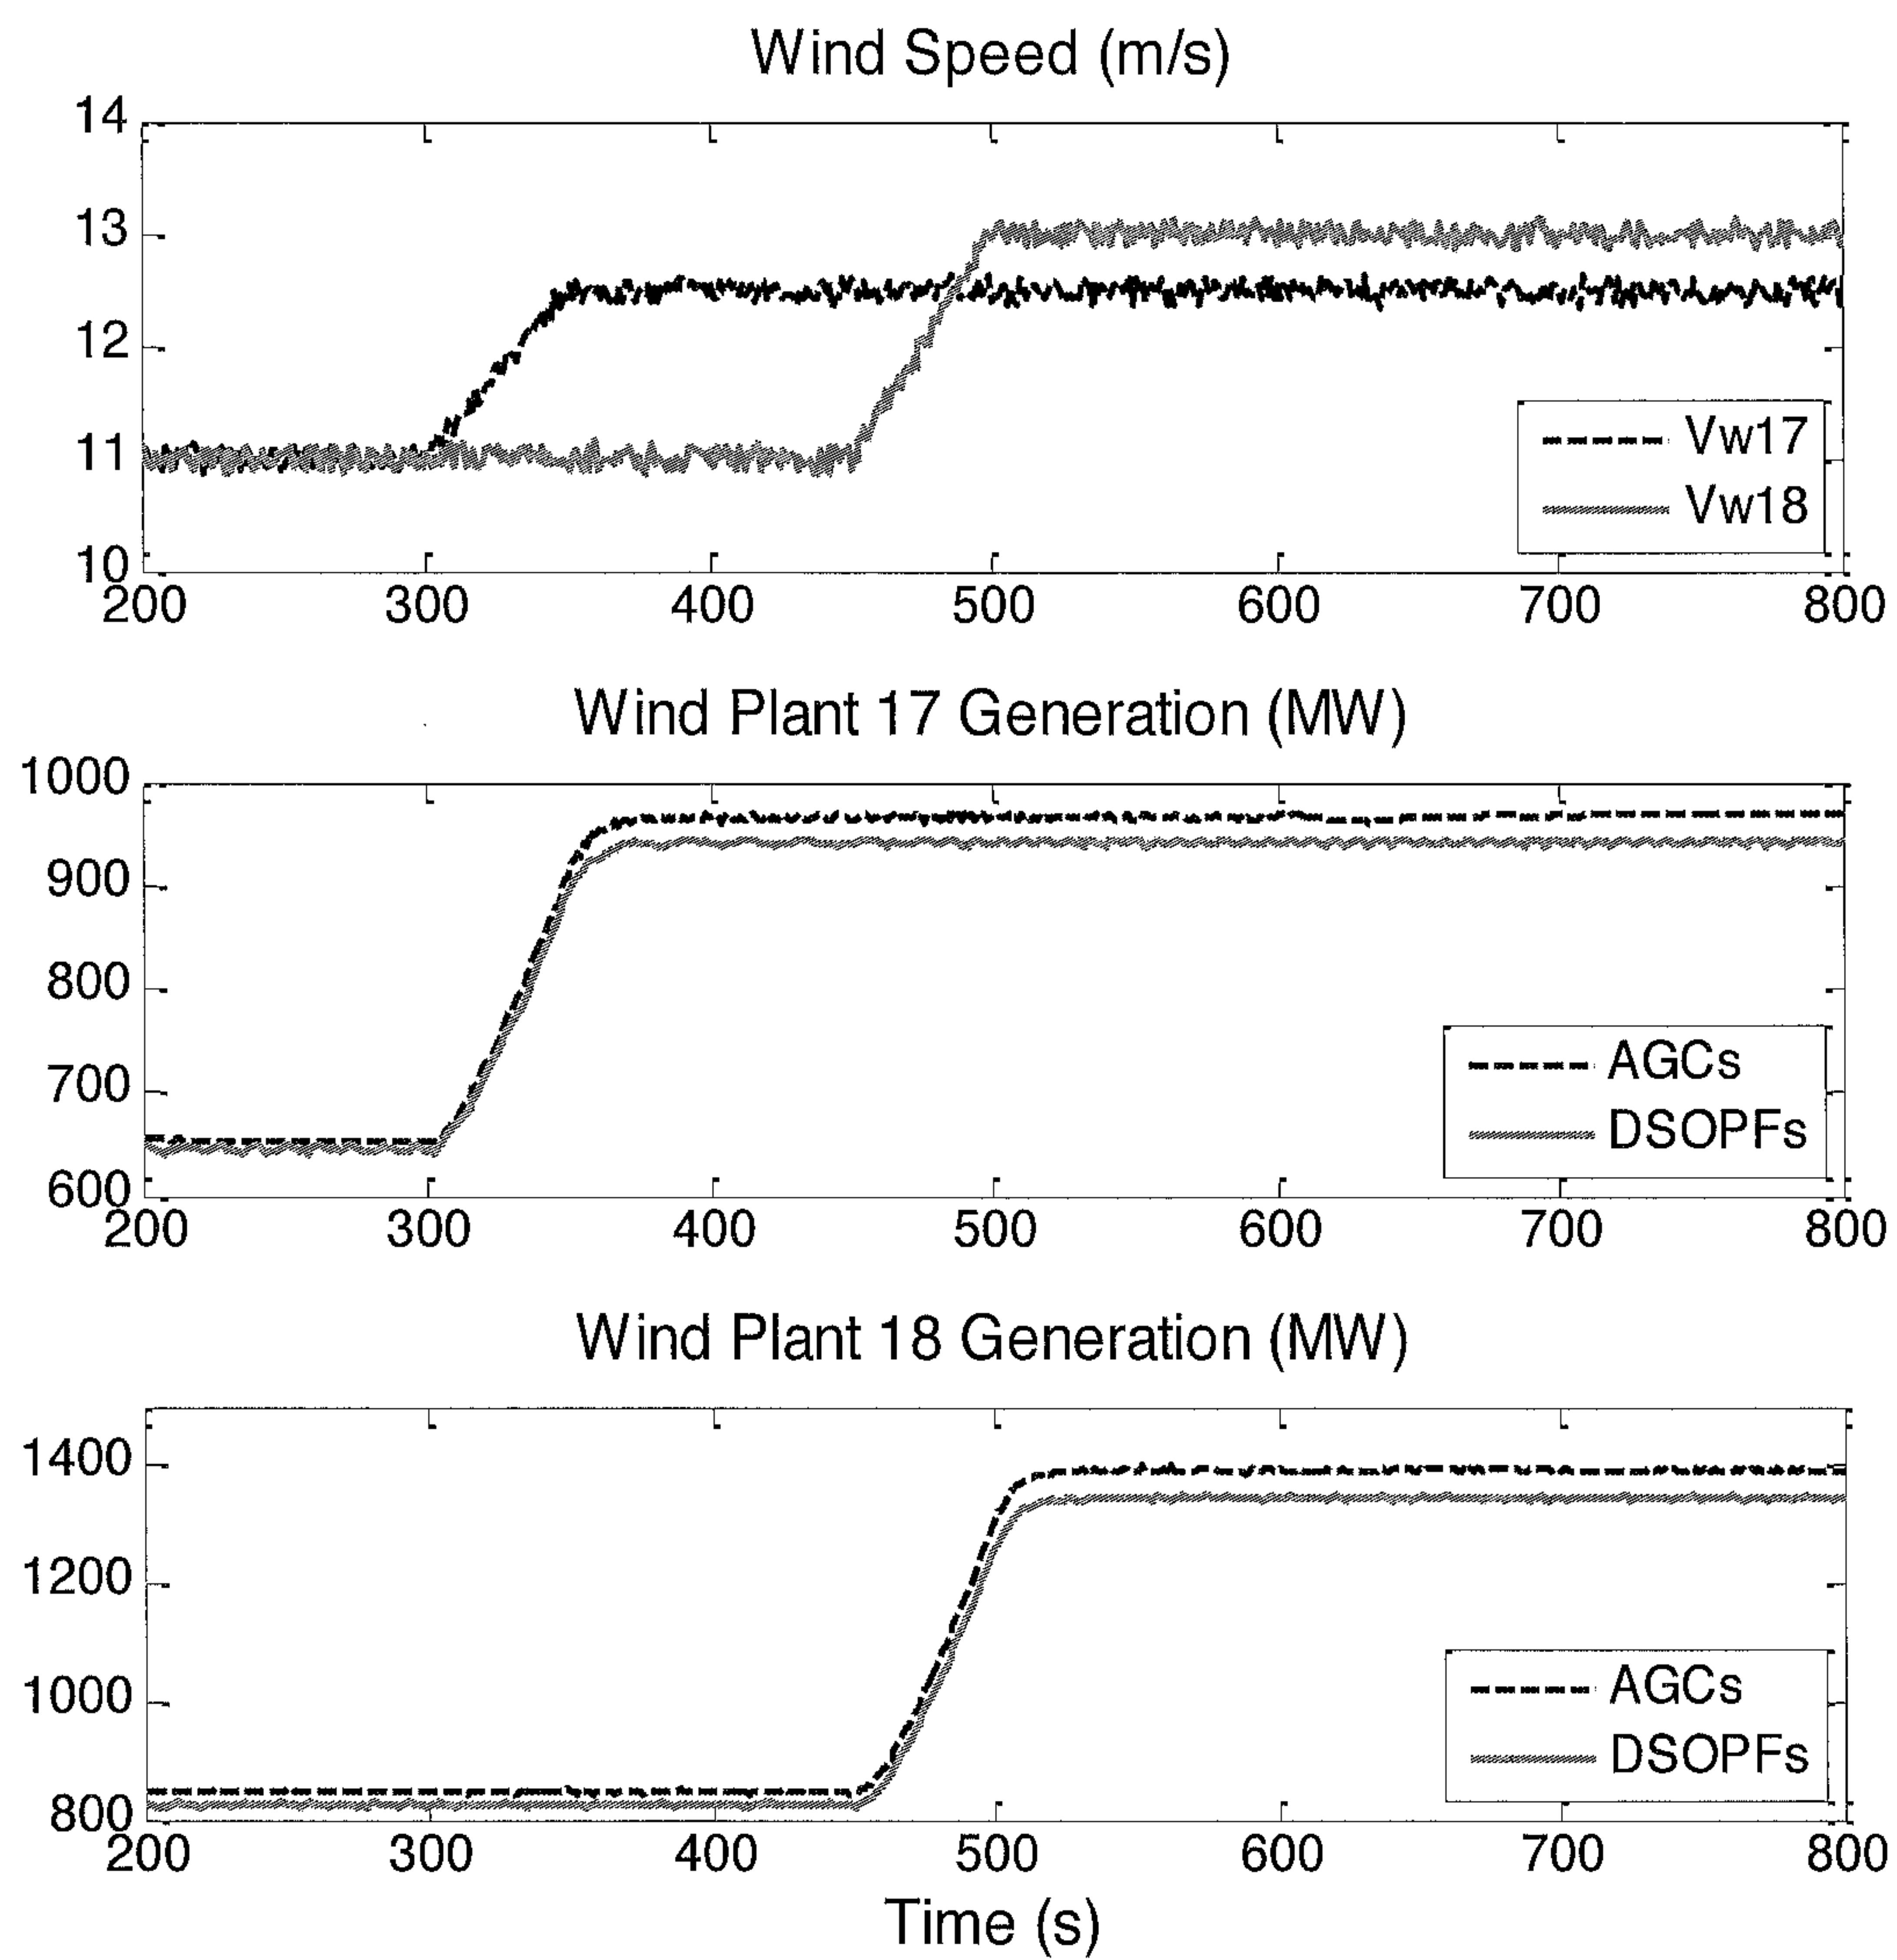 Wind Speed (m/s)
14
13
12
11
10
200 300 400 500 600 700 800
Vw17
Vw18
Wind Plant 17 Generation (MW)
1000
900
800
700
600
200 300 400 500 600 700 800
AGCs
DSOPFs
Wind Plant 18 Generation (MW)
1400
1200
1000
800
200 300 400 500 600 700 800
AGCs
DSOPFs
Time (s)